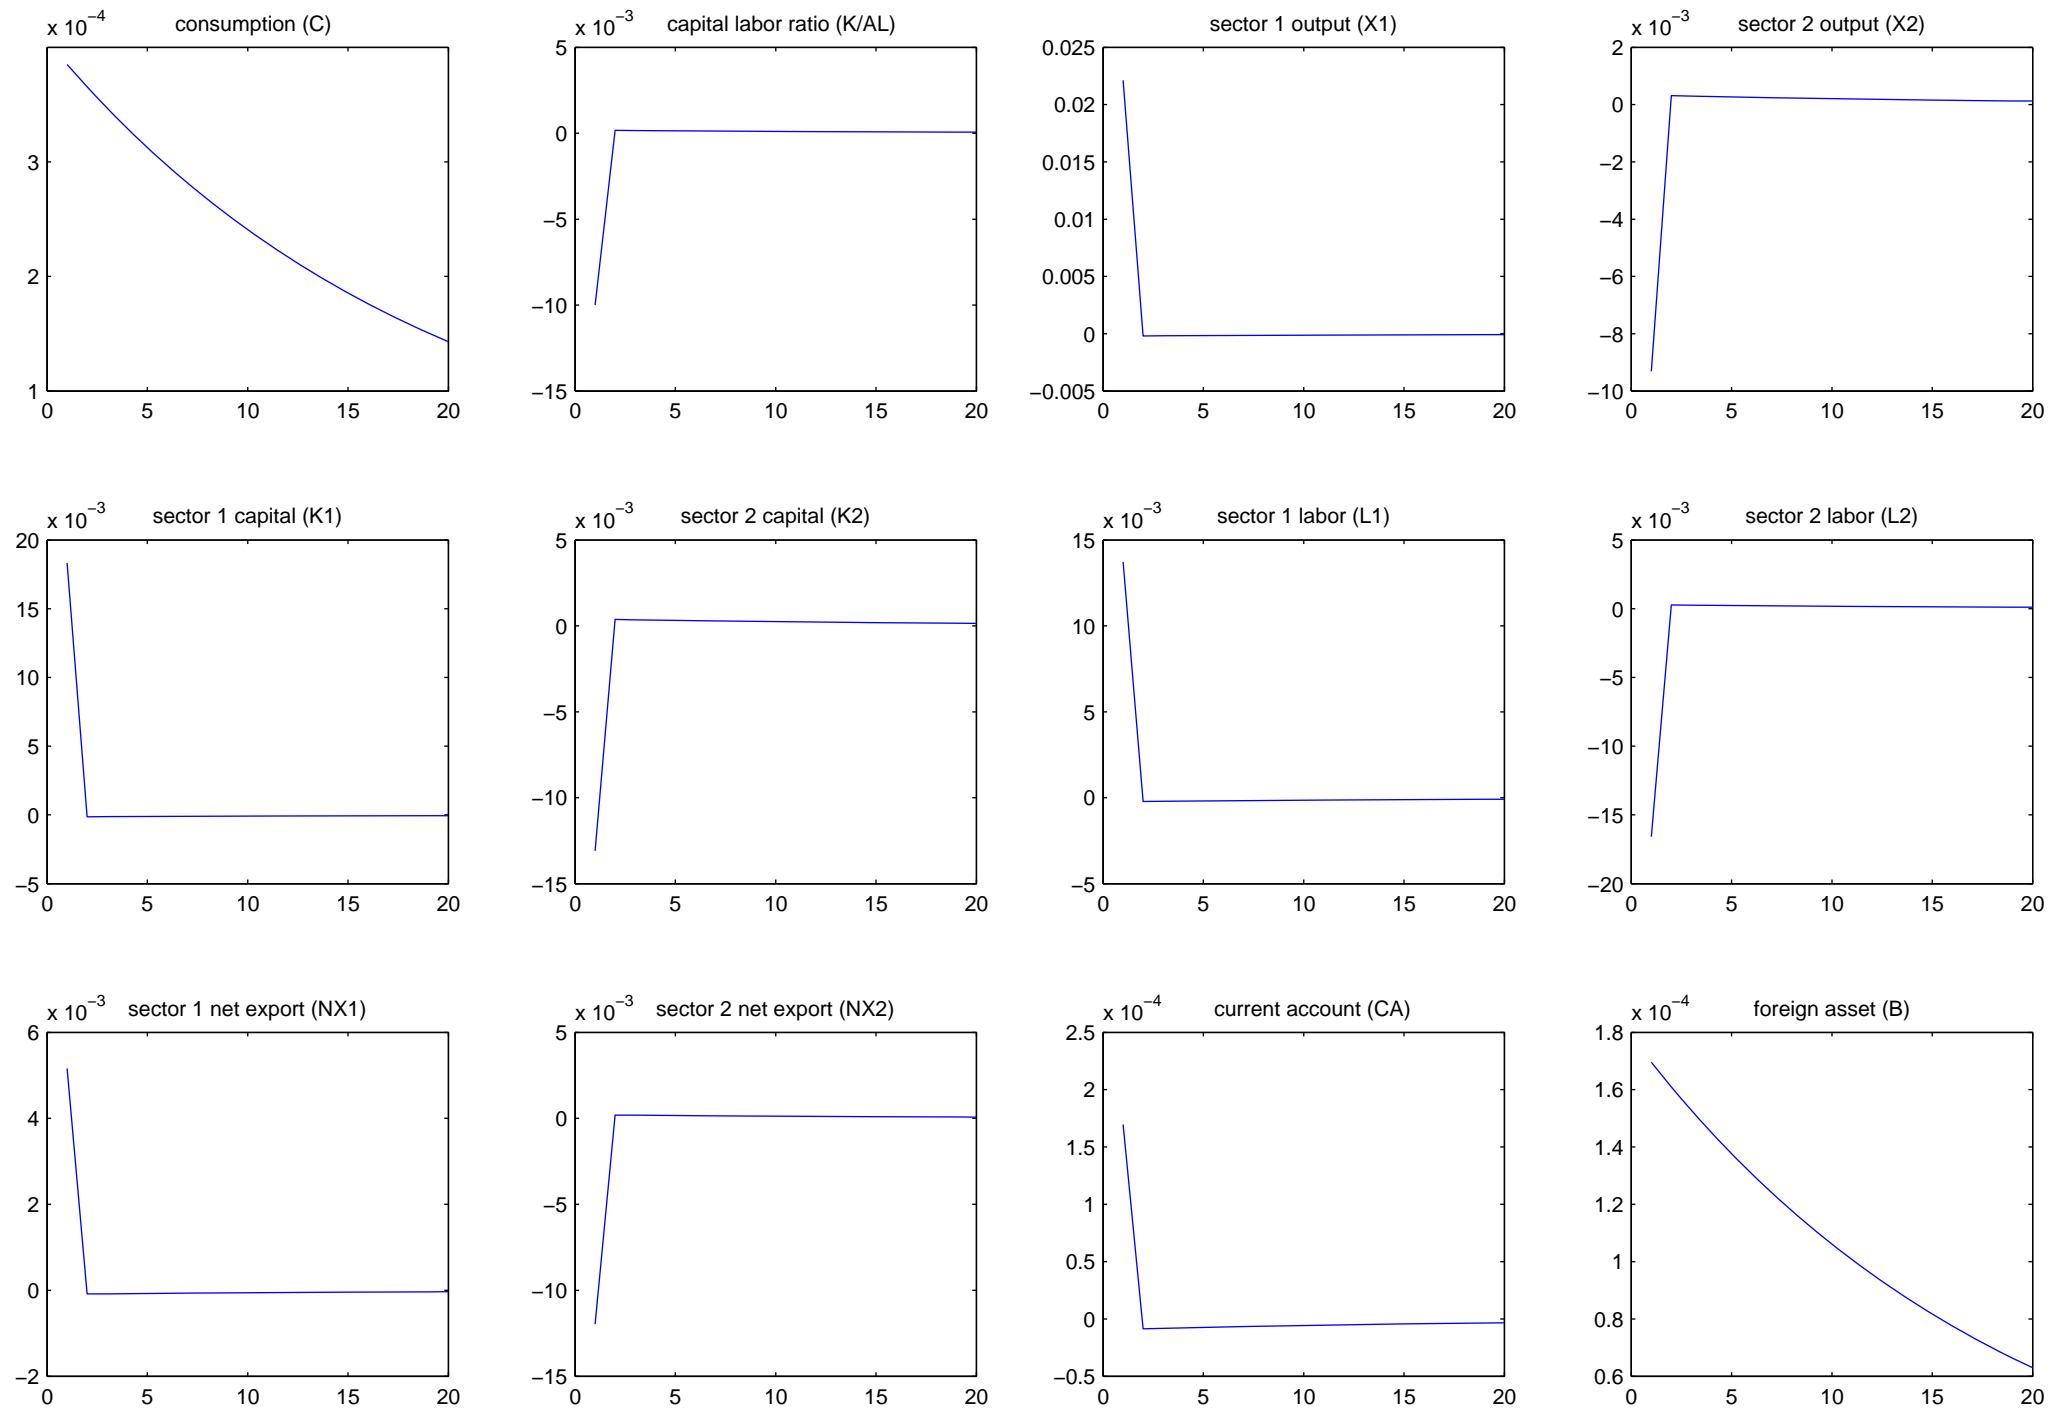 consumption (C)
x 10^−4
4
3
2
1
0 5 10 15 20
capital labor ratio (K/AL)
x 10^−3
5
0
−5
−10
−15
0 5 10 15 20
sector 1 output (X1)
0.025
0.02
0.015
0.01
0.005
0
−0.005
0 5 10 15 20
sector 2 output (X2)
x 10^−3
2
0
−2
−4
−6
−8
−10
0 5 10 15 20
sector 1 capital (K1)
x 10^−3
20
15
10
5
0
−5
0 5 10 15 20
sector 2 capital (K2)
x 10^−3
5
0
−5
−10
−15
0 5 10 15 20
sector 1 labor (L1)
x 10^−3
15
10
5
0
−5
0 5 10 15 20
sector 2 labor (L2)
x 10^−3
5
0
−5
−10
−15
−20
0 5 10 15 20
sector 1 net export (NX1)
x 10^−3
6
4
2
0
−2
0 5 10 15 20
sector 2 net export (NX2)
x 10^−3
5
0
−5
−10
−15
0 5 10 15 20
current account (CA)
x 10^−4
2.5
2
1.5
1
0.5
0
−0.5
0 5 10 15 20
foreign asset (B)
x 10^−4
1.8
1.6
1.4
1.2
1
0.8
0.6
0 5 10 15 20